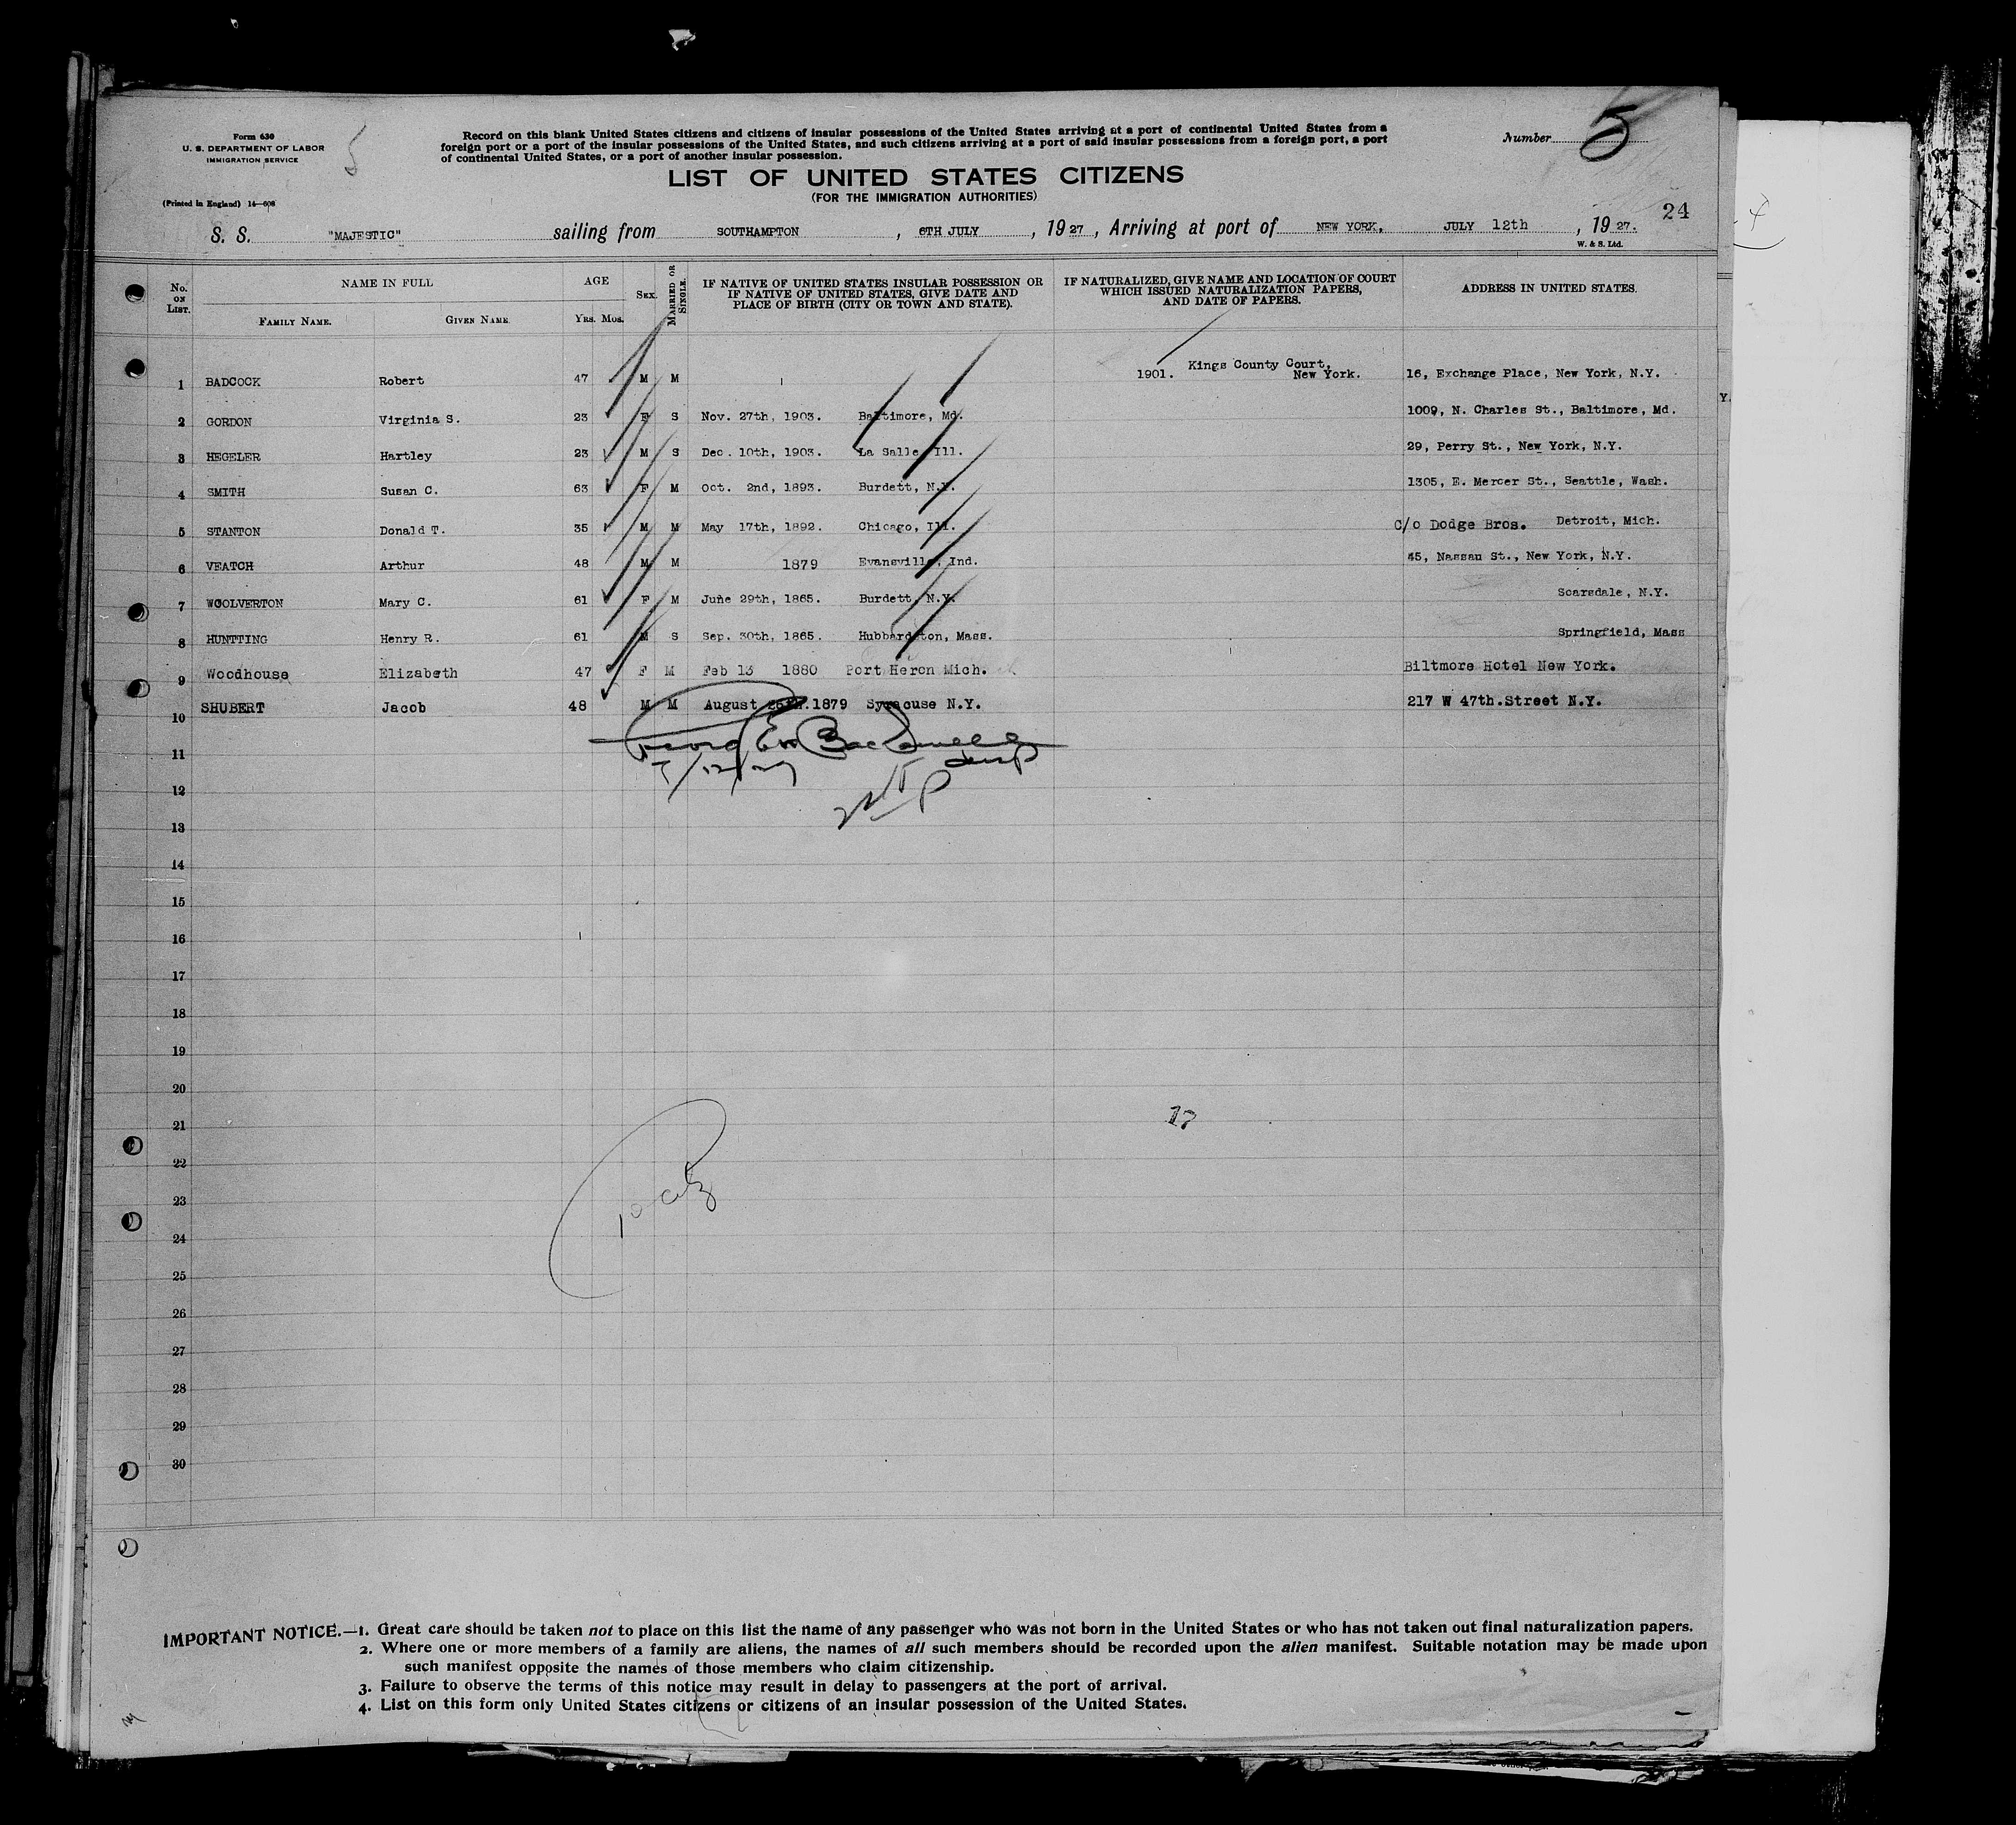 Form 630
U. S. DEPARTMENT OF LABOR
IMMIGRATION SERVICE
(Printed in England) 14—608
5
Record on this blank United States citizens and citizens of insular possessions of the United States arriving at a port of continental United States from a
foreign port or a port of the insular possessions of the United States, and such citizens arriving at a port of said insular possessions from a foreign port, a port
of continental United States, or a port of another insular possession.
Number 5
LIST OF UNITED STATES CITIZENS
(FOR THE IMMIGRATION AUTHORITIES)
24
S. S. "MAJESTIC" sailing from SOUTHAMPTON, 6TH JULY, 1927, Arriving at port of NEW YORK, JULY 12th, 1927.
W. & S. Ltd.
No. ON LIST. NAME IN FULL AGE SEX. MARRIED OR SINGLE. IF NATIVE OF UNITED STATES INSULAR POSSESSION OR IF NATIVE OF UNITED STATES, GIVE DATE AND PLACE OF BIRTH (CITY OR TOWN AND STATE). IF NATURALIZED, GIVE NAME AND LOCATION OF COURT WHICH ISSUED NATURALIZATION PAPERS, AND DATE OF PAPERS. ADDRESS IN UNITED STATES.
FAMILY NAME. GIVEN NAME. YRS. MOS.
1 BADCOCK Robert 47 M M 1901. Kings County Court, New York. 16, Exchange Place, New York, N.Y.
2 GORDON Virginia S. 23 F S Nov. 27th, 1903. Baltimore, Md. 1009, N. Charles St., Baltimore, Md.
3 HEGELER Hartley 23 M S Dec. 10th, 1903. La Salle, Ill. 29, Perry St., New York, N.Y.
4 SMITH Susan C. 63 F M Oct. 2nd, 1893. Burdett, N.Y. 1305, E. Mercer St., Seattle, Wash.
5 STANTON Donald T. 35 M M May 17th, 1892. Chicago, Ill. C/o Dodge Bros. Detroit, Mich.
6 VEATCH Arthur 48 M M 1879 Evansville, Ind. 45, Nassau St., New York, N.Y.
7 WOOLVERTON Mary C. 61 F M June 29th, 1865. Burdett, N.Y. Scarsdale, N.Y.
8 HUNTTING Henry R. 61 M S Sep. 30th, 1865. Hubbardston, Mass. Springfield, Mass
9 Woodhouse Elizabeth 47 F M Feb 13 1880 Port Heron Mich. Biltmore Hotel New York.
10 SHUBERT Jacob 48 M M August 25th.1879 Syracuse N.Y. 217 W 47th.Street N.Y.
11
7/12/27
12
13
14
15
16
17
18
19
20
21
17
22
23
24
25
26
27
28
29
30
IMPORTANT NOTICE.—1. Great care should be taken not to place on this list the name of any passenger who was not born in the United States or who has not taken out final naturalization papers.
2. Where one or more members of a family are aliens, the names of all such members should be recorded upon the alien manifest. Suitable notation may be made upon
such manifest opposite the names of those members who claim citizenship.
3. Failure to observe the terms of this notice may result in delay to passengers at the port of arrival.
4. List on this form only United States citizens or citizens of an insular possession of the United States.